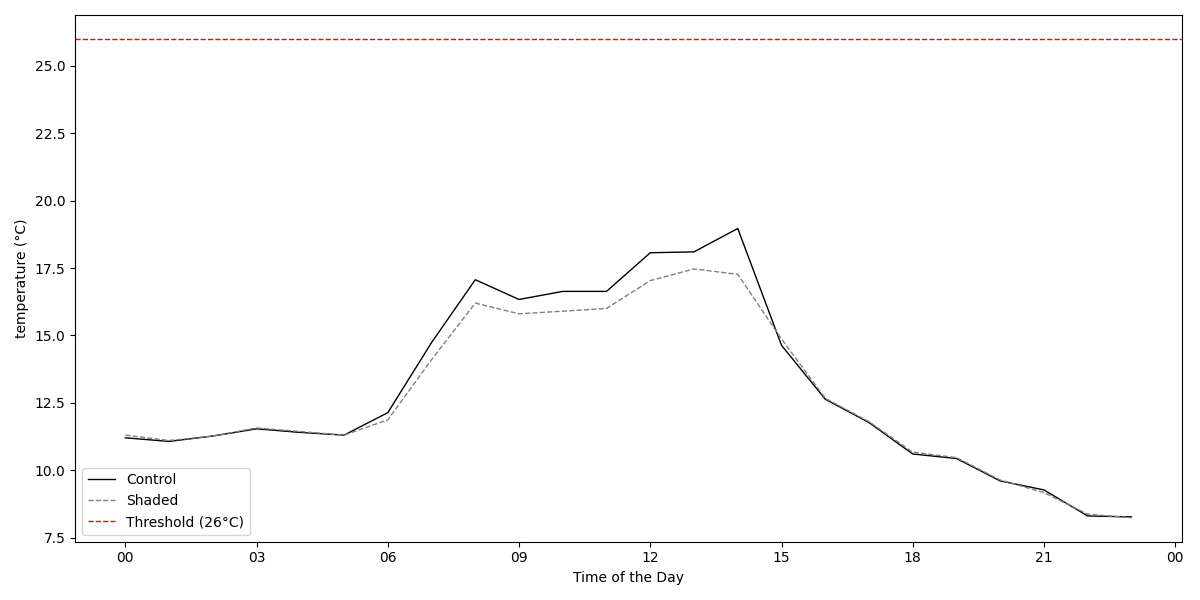 25.0
22.5
20.0
17.5
15.0
12.5
10.0
7.5
temperature (°C)
Control
Shaded
Threshold (26°C)
00 03 06 09 12 15 18 21 00
Time of the Day